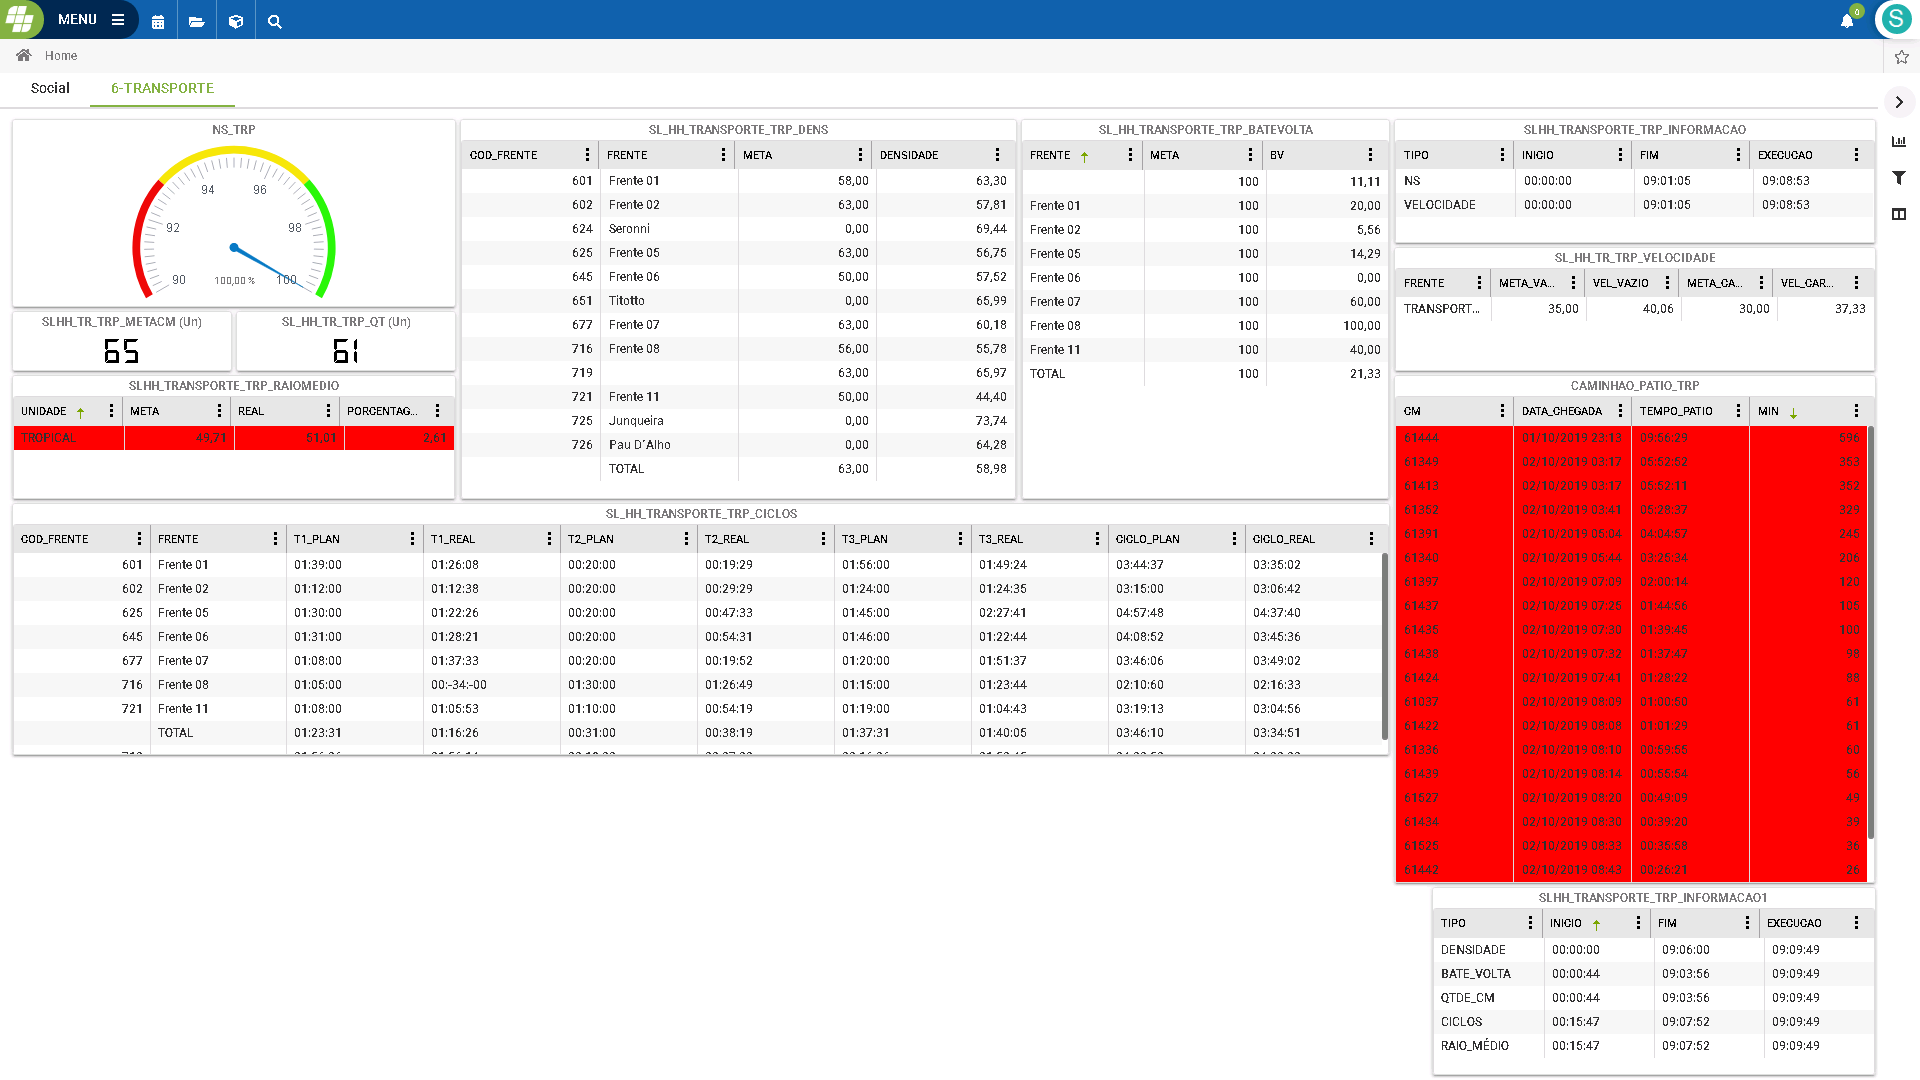 MENU
0
S
Home
Social 6-TRANSPORTE
NS_TRP
90 92 94 96 98 100
100,00 %
SLHH_TR_TRP_METACM (Un)
65
SLHH_TR_TRP_QT (Un)
61
SLHH_TRANSPORTE_TRP_RAIOMEDIO
UNIDADE META REAL PORCENTAG...
TROPICAL 49,71 51,01 2,61
SL_HH_TRANSPORTE_TRP_DENS
COD_FRENTE FRENTE META DENSIDADE
601 Frente 01 58,00 63,30
602 Frente 02 63,00 57,81
624 Seronni 0,00 69,44
625 Frente 05 63,00 56,75
645 Frente 06 50,00 57,52
651 Titotto 0,00 65,99
677 Frente 07 63,00 60,18
716 Frente 08 56,00 55,78
719 63,00 65,97
721 Frente 11 50,00 44,40
725 Junqueira 0,00 73,74
726 Pau D´Alho 0,00 64,28
TOTAL 63,00 58,98
SL_HH_TRANSPORTE_TRP_BATEVOLTA
FRENTE META BV
100 11,11
Frente 01 100 20,00
Frente 02 100 5,56
Frente 05 100 14,29
Frente 06 100 0,00
Frente 07 100 60,00
Frente 08 100 100,00
Frente 11 100 40,00
TOTAL 100 21,33
SLHH_TRANSPORTE_TRP_INFORMACAO
TIPO INICIO FIM EXECUCAO
NS 00:00:00 09:01:05 09:08:53
VELOCIDADE 00:00:00 09:01:05 09:08:53
SL_HH_TR_TRP_VELOCIDADE
FRENTE META_VA... VEL_VAZIO META_CA... VEL_CAR...
TRANSPORT... 35,00 40,06 30,00 37,33
CAMINHAO_PATIO_TRP
CM DATA_CHEGADA TEMPO_PATIO MIN
61444 01/10/2019 23:13 09:56:29 596
61349 02/10/2019 03:17 05:52:52 353
61413 02/10/2019 03:17 05:52:11 352
61352 02/10/2019 03:41 05:28:37 329
61391 02/10/2019 05:04 04:04:57 245
61340 02/10/2019 05:44 03:25:34 206
61397 02/10/2019 07:09 02:00:14 120
61437 02/10/2019 07:25 01:44:56 105
61435 02/10/2019 07:30 01:39:45 100
61438 02/10/2019 07:32 01:37:47 98
61424 02/10/2019 07:41 01:28:22 88
61037 02/10/2019 08:09 01:00:50 61
61422 02/10/2019 08:08 01:01:29 61
61336 02/10/2019 08:10 00:59:55 60
61439 02/10/2019 08:14 00:55:54 56
61527 02/10/2019 08:20 00:49:09 49
61434 02/10/2019 08:30 00:39:20 39
61525 02/10/2019 08:33 00:35:58 36
61442 02/10/2019 08:43 00:26:21 26
SL_HH_TRANSPORTE_TRP_CICLOS
COD_FRENTE FRENTE T1_PLAN T1_REAL T2_PLAN T2_REAL T3_PLAN T3_REAL CICLO_PLAN CICLO_REAL
601 Frente 01 01:39:00 01:26:08 00:20:00 00:19:29 01:56:00 01:49:24 03:44:37 03:35:02
602 Frente 02 01:12:00 01:12:38 00:20:00 00:29:29 01:24:00 01:24:35 03:15:00 03:06:42
625 Frente 05 01:30:00 01:22:26 00:20:00 00:47:33 01:45:00 02:27:41 04:57:48 04:37:40
645 Frente 06 01:31:00 01:28:21 00:20:00 00:54:31 01:46:00 01:22:44 04:08:52 03:45:36
677 Frente 07 01:08:00 01:37:33 00:20:00 00:19:52 01:20:00 01:51:37 03:46:06 03:49:02
716 Frente 08 01:05:00 00:-34:-00 01:30:00 01:26:49 01:15:00 01:23:44 02:10:60 02:16:33
721 Frente 11 01:08:00 01:05:53 01:10:00 00:54:19 01:19:00 01:04:43 03:19:13 03:04:56
TOTAL 01:23:31 01:16:26 00:31:00 00:38:19 01:37:31 01:40:05 03:46:10 03:34:51
SLHH_TRANSPORTE_TRP_INFORMACAO1
TIPO INICIO FIM EXECUCAO
DENSIDADE 00:00:00 09:06:00 09:09:49
BATE_VOLTA 00:00:44 09:03:56 09:09:49
QTDE_CM 00:00:44 09:03:56 09:09:49
CICLOS 00:15:47 09:07:52 09:09:49
RAIO_MÉDIO 00:15:47 09:07:52 09:09:49